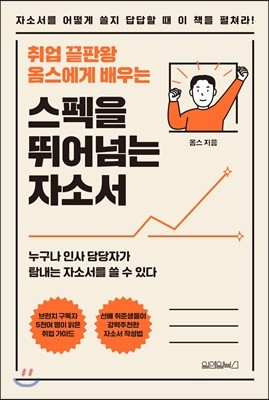 자소서를 어떻게 쓸지 답답할 때 이 책을 펼쳐라!
취업 끝판왕
옴스에게 배우는
스펙을
뛰어넘는
자소서
옴스 지음
누구나 인사 담당자가
탐내는 자소서를 쓸 수 있다
브런치 구독자
5천여 명이 읽은
취업 가이드
선배 취준생들이
강력추천한
자소서 작성법